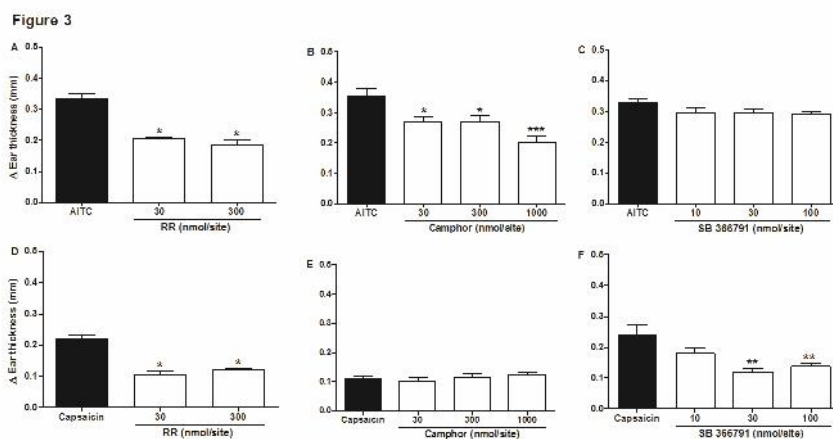 Figure 3
A
Δ Ear thickness (mm)
0.5
0.4
0.3
0.2
0.1
0.0
*
*
AITC
30
300
RR (nmol/site)
B
0.5
0.4
0.3
0.2
0.1
0.0
*
*
***
AITC
30
300
1000
Camphor (nmol/site)
C
0.5
0.4
0.3
0.2
0.1
0.0
AITC
10
30
100
SB 366791 (nmol/site)
D
Δ Ear thickness (mm)
0.5
0.4
0.3
0.2
0.1
0.0
*
*
Capsaicin
30
300
RR (nmol/site)
E
0.5
0.4
0.3
0.2
0.1
0.0
Capsaicin
30
300
1000
Camphor (nmol/site)
F
0.5
0.4
0.3
0.2
0.1
0.0
**
**
Capsaicin
10
30
100
SB 366791 (nmol/site)